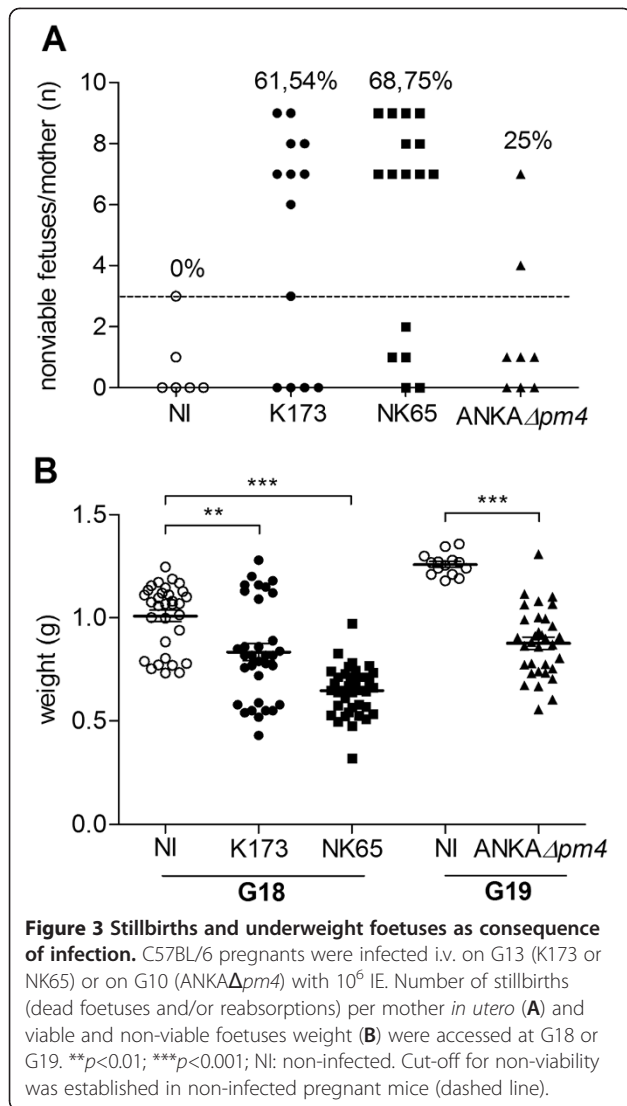 A
nonviable fetuses/mother (n)
10
8
6
4
2
0
0%
61,54%
68,75%
25%
NI
K173
NK65
ANKAΔpm4
B
weight (g)
1.5
1.0
0.5
0.0
**
***
***
NI
K173
NK65
NI
ANKAΔpm4
G18
G19
Figure 3 Stillbirths and underweight foetuses as consequence
of infection. C57BL/6 pregnants were infected i.v. on G13 (K173 or
NK65) or on G10 (ANKAΔpm4) with 10⁶ IE. Number of stillbirths
(dead foetuses and/or reabsorptions) per mother in utero (A) and
viable and non-viable foetuses weight (B) were accessed at G18 or
G19. **p<0.01; ***p<0.001; NI: non-infected. Cut-off for non-viability
was established in non-infected pregnant mice (dashed line).